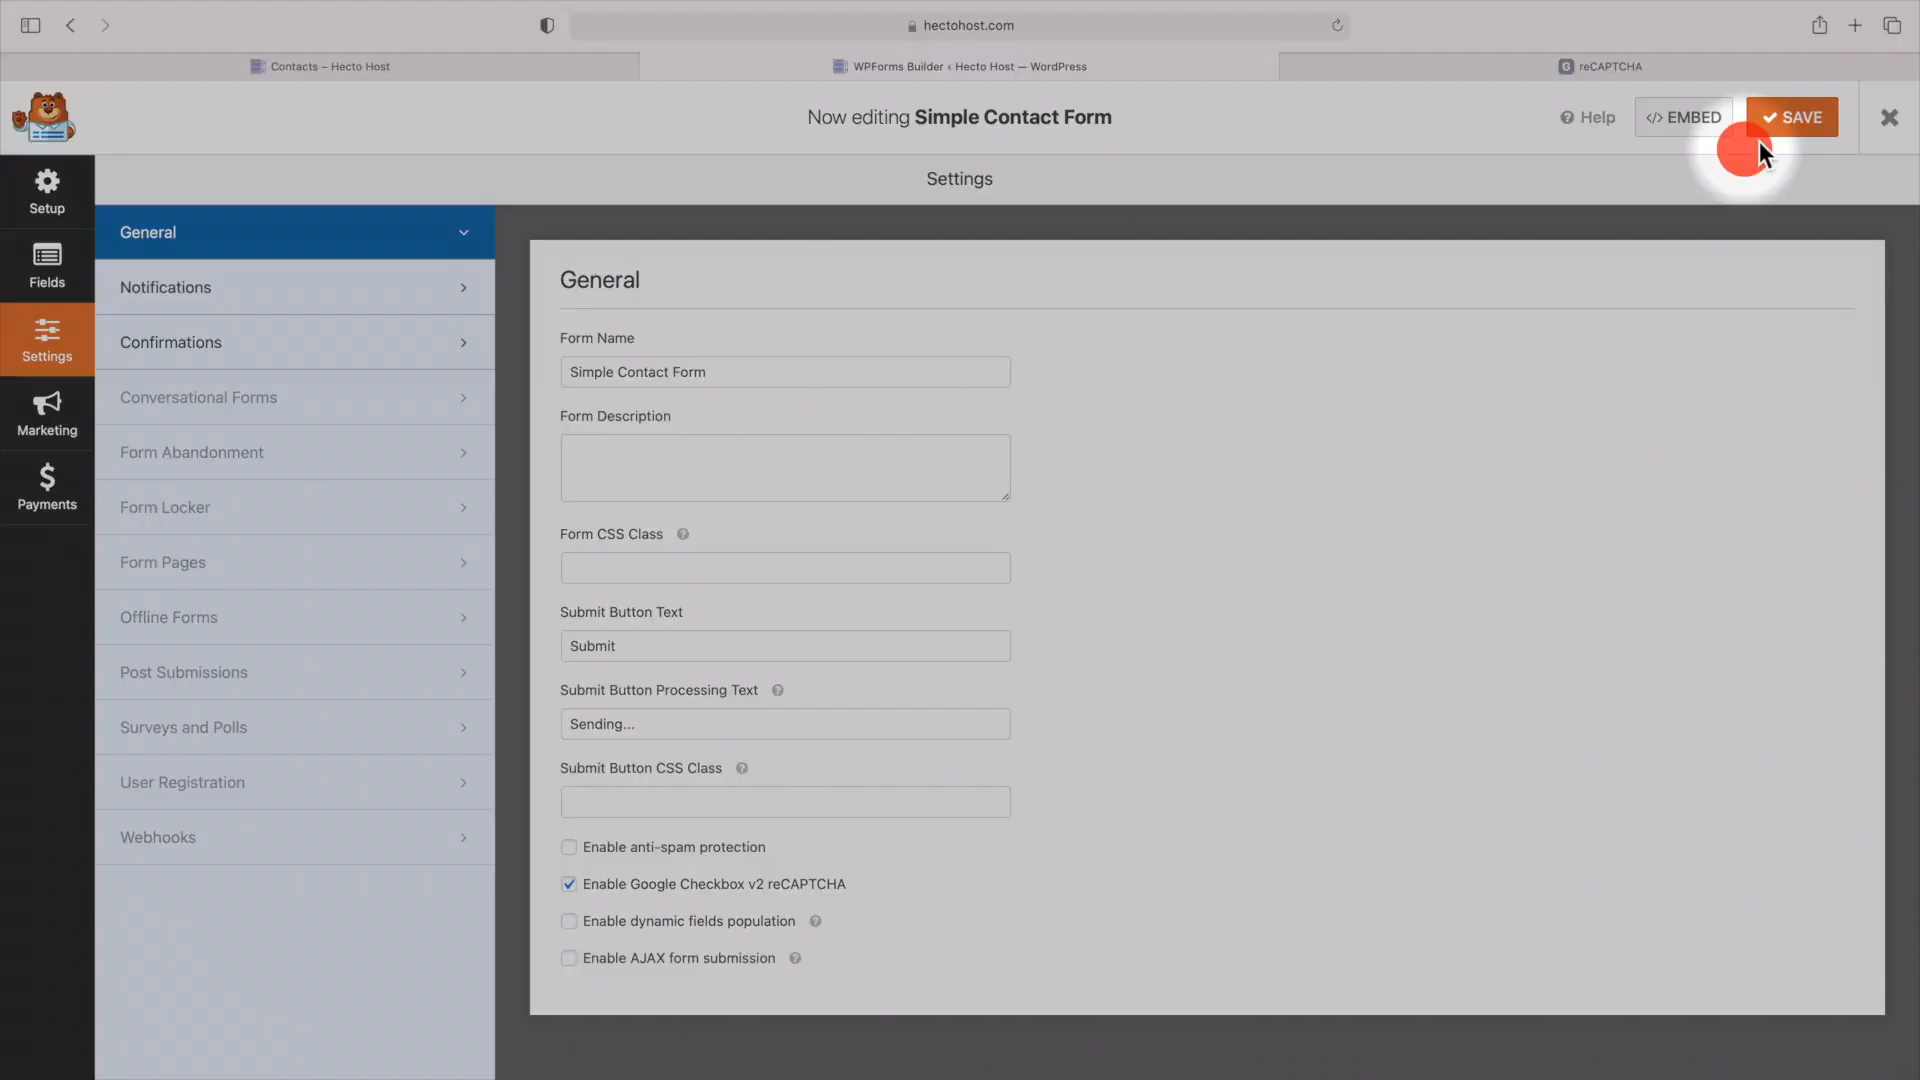 hectohost.com
Contacts – Hecto Host
WPForms Builder ‹ Hecto Host — WordPress
G reCAPTCHA
Now editing Simple Contact Form
Help
</> EMBED
SAVE
Settings
Setup
Fields
Settings
Marketing
Payments
General
Notifications
Confirmations
Conversational Forms
Form Abandonment
Form Locker
Form Pages
Offline Forms
Post Submissions
Surveys and Polls
User Registration
Webhooks
General
Form Name
Simple Contact Form
Form Description
Form CSS Class
Submit Button Text
Submit
Submit Button Processing Text
Sending...
Submit Button CSS Class
Enable anti-spam protection
Enable Google Checkbox v2 reCAPTCHA
Enable dynamic fields population
Enable AJAX form submission